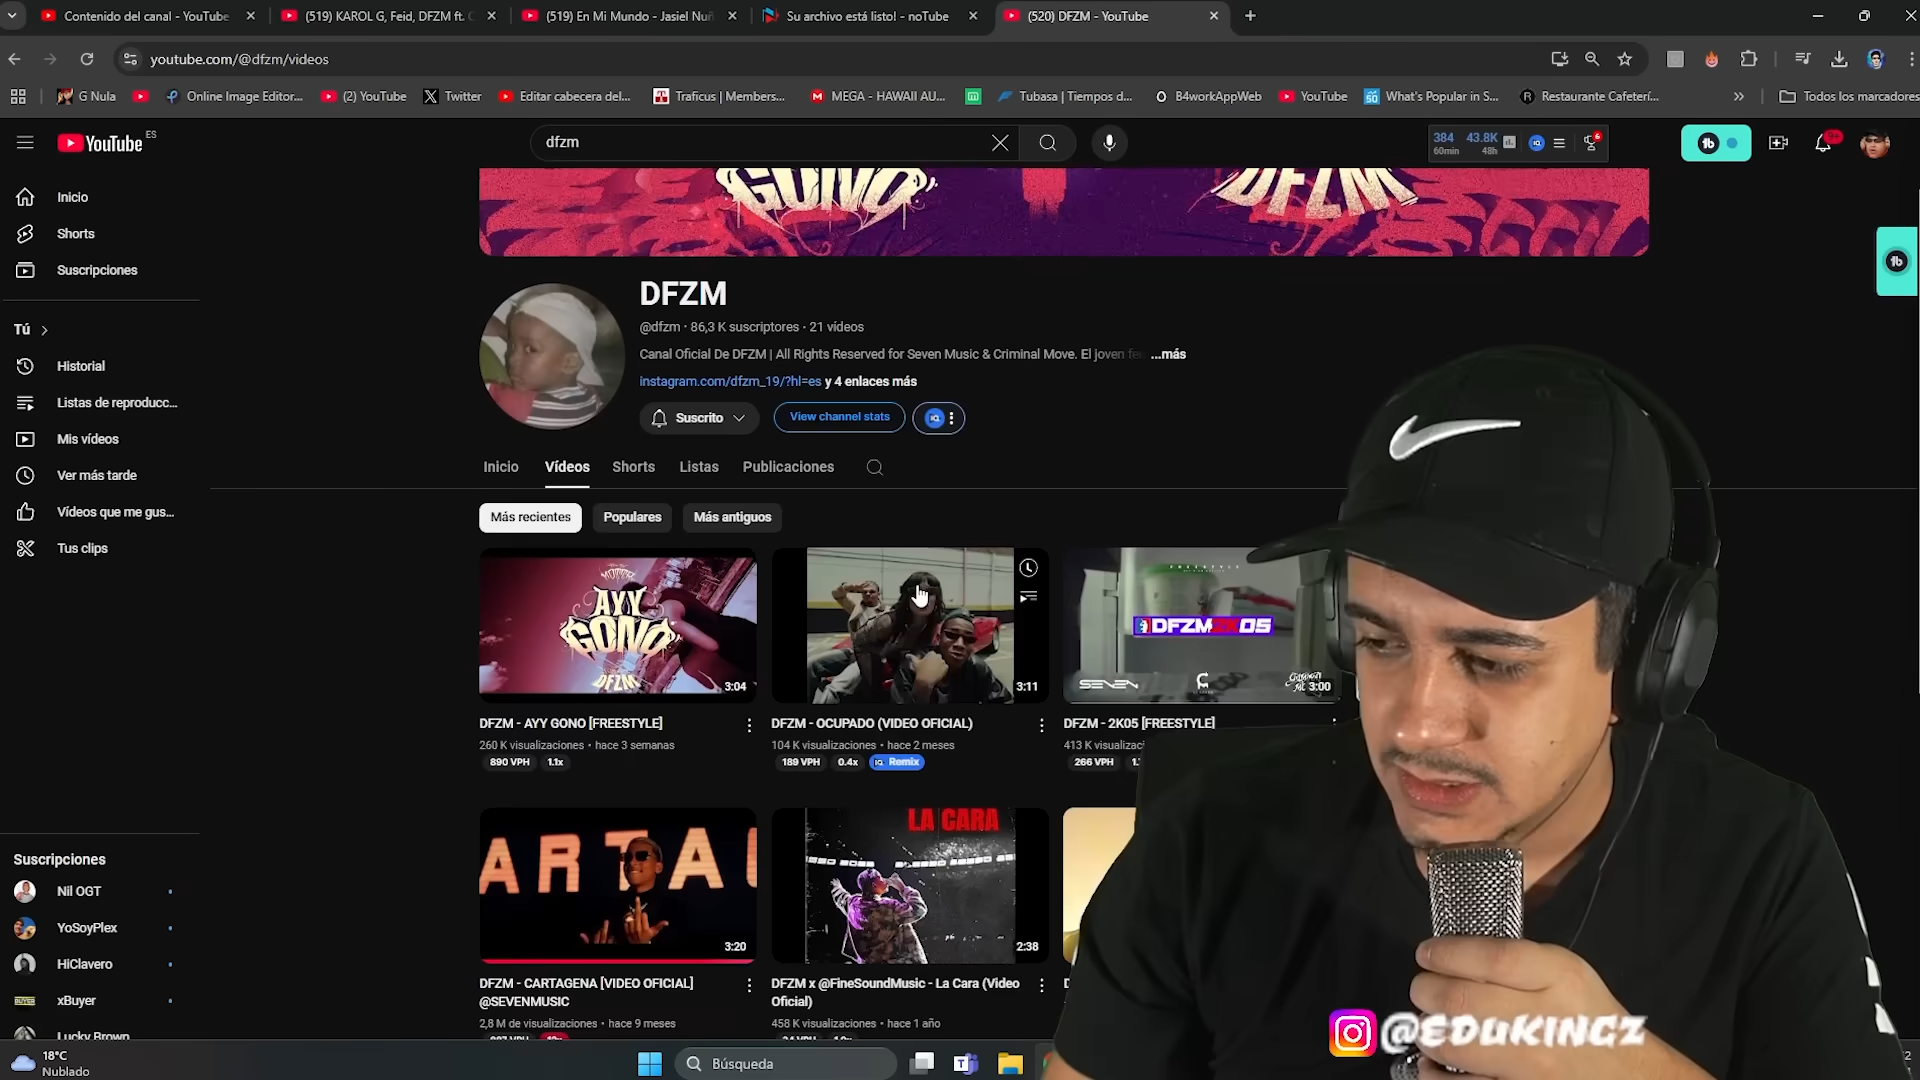 Contenido del canal - YouTube
(519) KAROL G, Feid, DFZM ft.
(519) En Mi Mundo - Jasiel Nuñ
Su archivo está listo! - noTube
(520) DFZM - YouTube
youtube.com/@dfzm/videos
G Nula
Online Image Editor...
(2) YouTube
Twitter
Editar cabecera del...
Traficus | Members...
MEGA - HAWAII AU...
Tubasa | Tiempos d...
B4workAppWeb
YouTube
What's Popular in S...
Restaurante Cafeterí...
Todos los marcadores
YouTube ES
dfzm
384
60min
43.8K
48h
6
9+
Inicio
Shorts
Suscripciones
Tú
Historial
Listas de reproducc...
Mis vídeos
Ver más tarde
Vídeos que me gus...
Tus clips
Suscripciones
Nil OGT
YoSoyPlex
HiClavero
xBuyer
Lucky Brown
GONO
DFZM
DFZM
@dfzm · 86,3 K suscriptores · 21 vídeos
Canal Oficial De DFZM | All Rights Reserved for Seven Music & Criminal Move. El joven fe ...más
instagram.com/dfzm_19/?hl=es y 4 enlaces más
Suscrito
View channel stats
Inicio
Vídeos
Shorts
Listas
Publicaciones
Más recientes
Populares
Más antiguos
AYY
GONO
DFZM
3:04
DFZM - AYY GONO [FREESTYLE]
260 K visualizaciones • hace 3 semanas
890 VPH
1.1x
3:11
DFZM - OCUPADO (VIDEO OFICIAL)
104 K visualizaciones • hace 2 meses
189 VPH
0.4x
Remix
FREESTYLE
DFZM 2K05
SEVEN
3:00
DFZM - 2K05 [FREESTYLE]
413 K visualizac
266 VPH
1.
ARTA
3:20
DFZM - CARTAGENA [VIDEO OFICIAL]
@SEVENMUSIC
2,8 M de visualizaciones • hace 9 meses
LA CARA
2:38
DFZM x @FineSoundMusic - La Cara (Video
Oficial)
458 K visualizaciones • hace 1 año
@EDUKINGZ
18°C
Nublado
Búsqueda